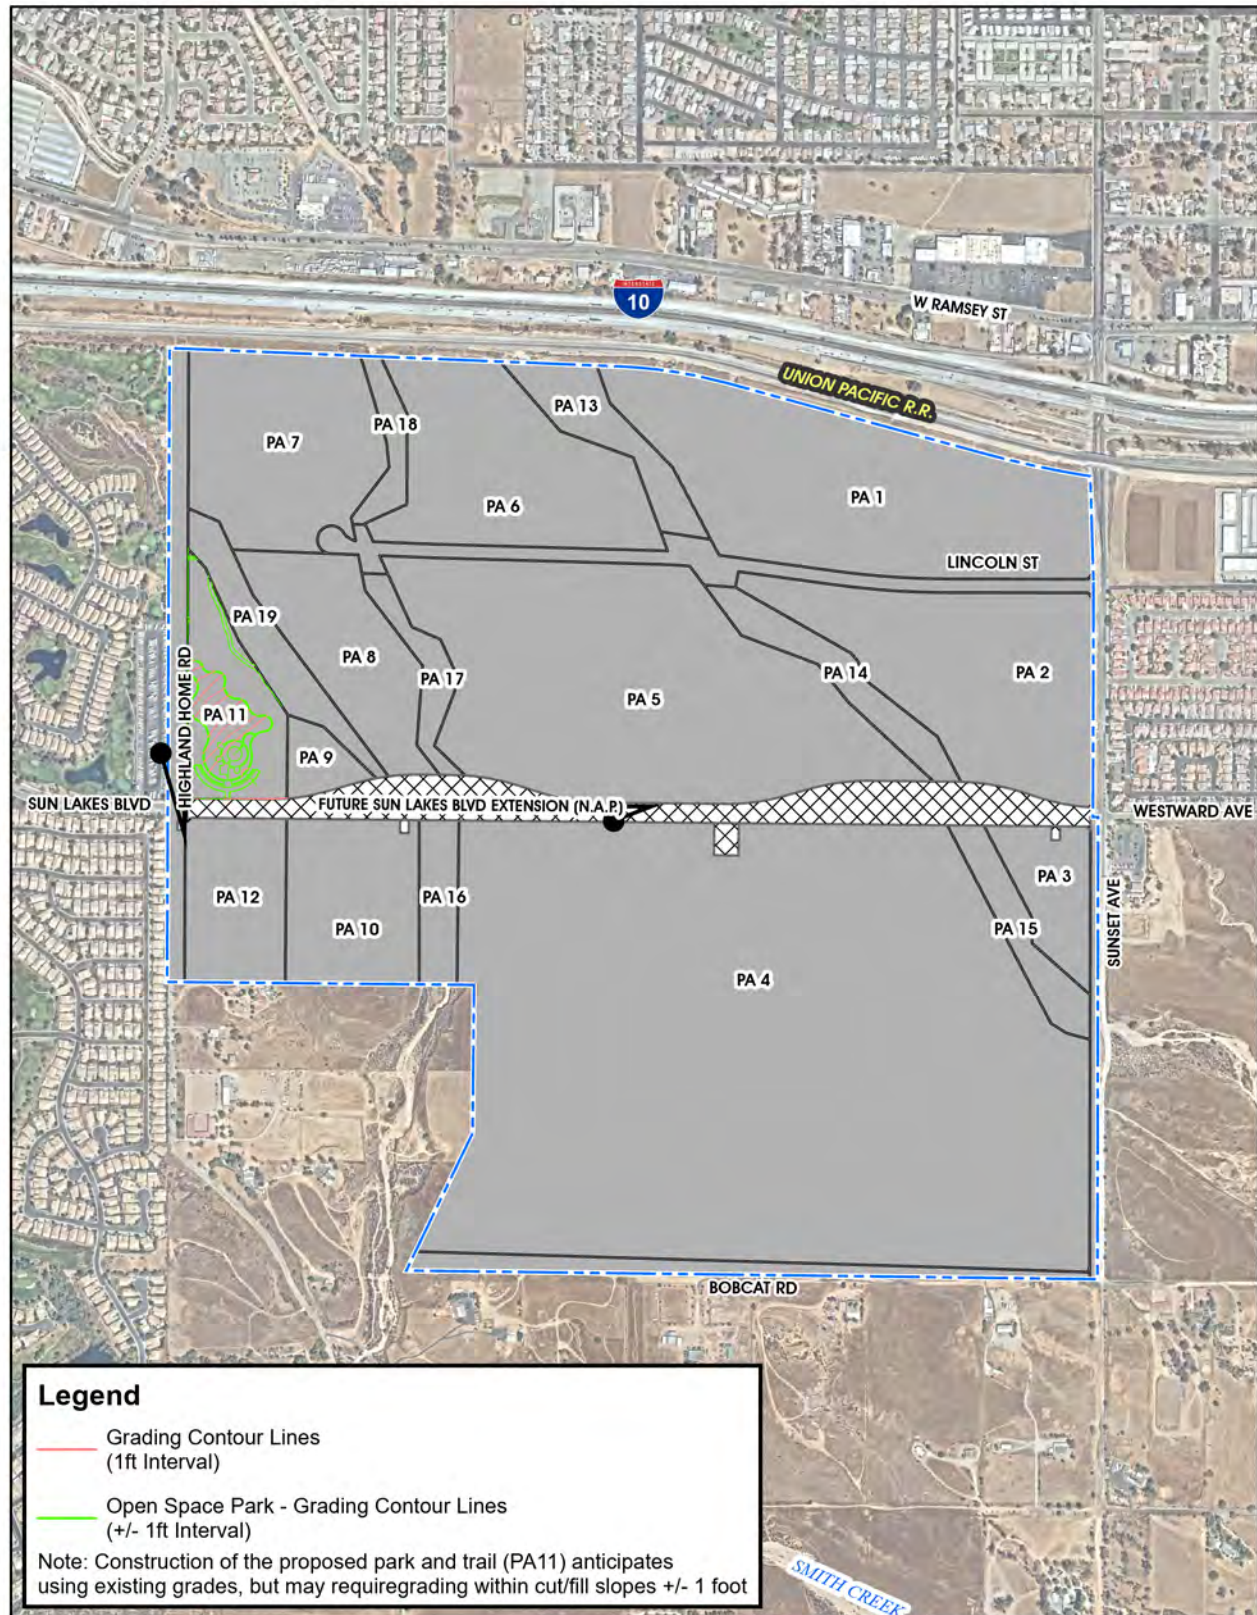 INTERSTATE
10
W RAMSEY ST
UNION PACIFIC R.R.
PA 13
PA 18
PA 7
PA 1
PA 6
LINCOLN ST
PA 19
PA 8
PA 14
PA 2
PA 17
PA 5
HIGHLAND HOME RD
PA 11
PA 9
SUN LAKES BLVD
FUTURE SUN LAKES BLVD EXTENSION (N.A.P.)
WESTWARD AVE
PA 3
PA 12
PA 16
SUNSET AVE
PA 10
PA 15
PA 4
BOBCAT RD
Legend
Grading Contour Lines
(1ft Interval)
Open Space Park - Grading Contour Lines
(+/- 1ft Interval)
Note: Construction of the proposed park and trail (PA11) anticipates
using existing grades, but may requiregrading within cut/fill slopes +/- 1 foot
SMITH CREEK